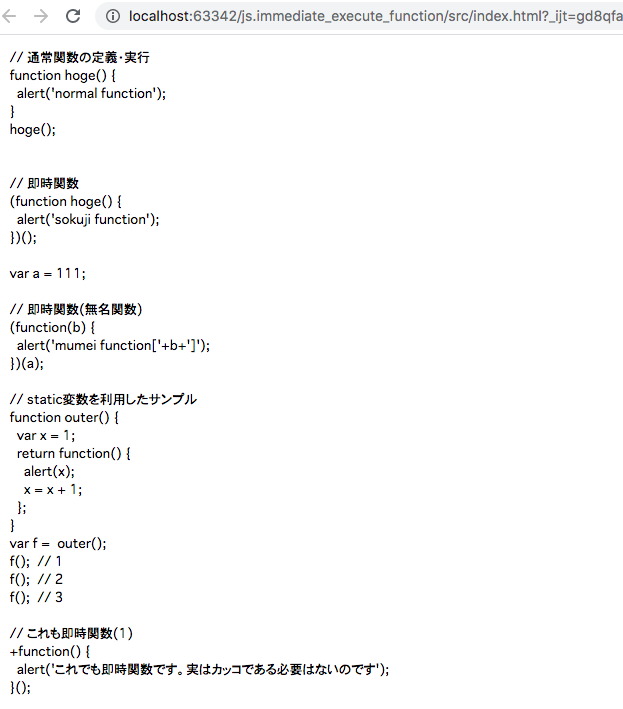 localhost:63342/js.immediate_execute_function/src/index.html?_ijt=gd8qfa
// 通常関数の定義・実行
function hoge() {
  alert('normal function');
}
hoge();
// 即時関数
(function hoge() {
  alert('sokuji function');
})();
var a = 111;
// 即時関数(無名関数)
(function(b) {
  alert('mumei function['+b+']');
})(a);
// static変数を利用したサンプル
function outer() {
  var x = 1;
  return function() {
    alert(x);
    x = x + 1;
  };
}
var f =  outer();
f();  // 1
f();  // 2
f();  // 3
// これも即時関数(1)
+function() {
  alert('これでも即時関数です。実はカッコである必要はないのです');
}();